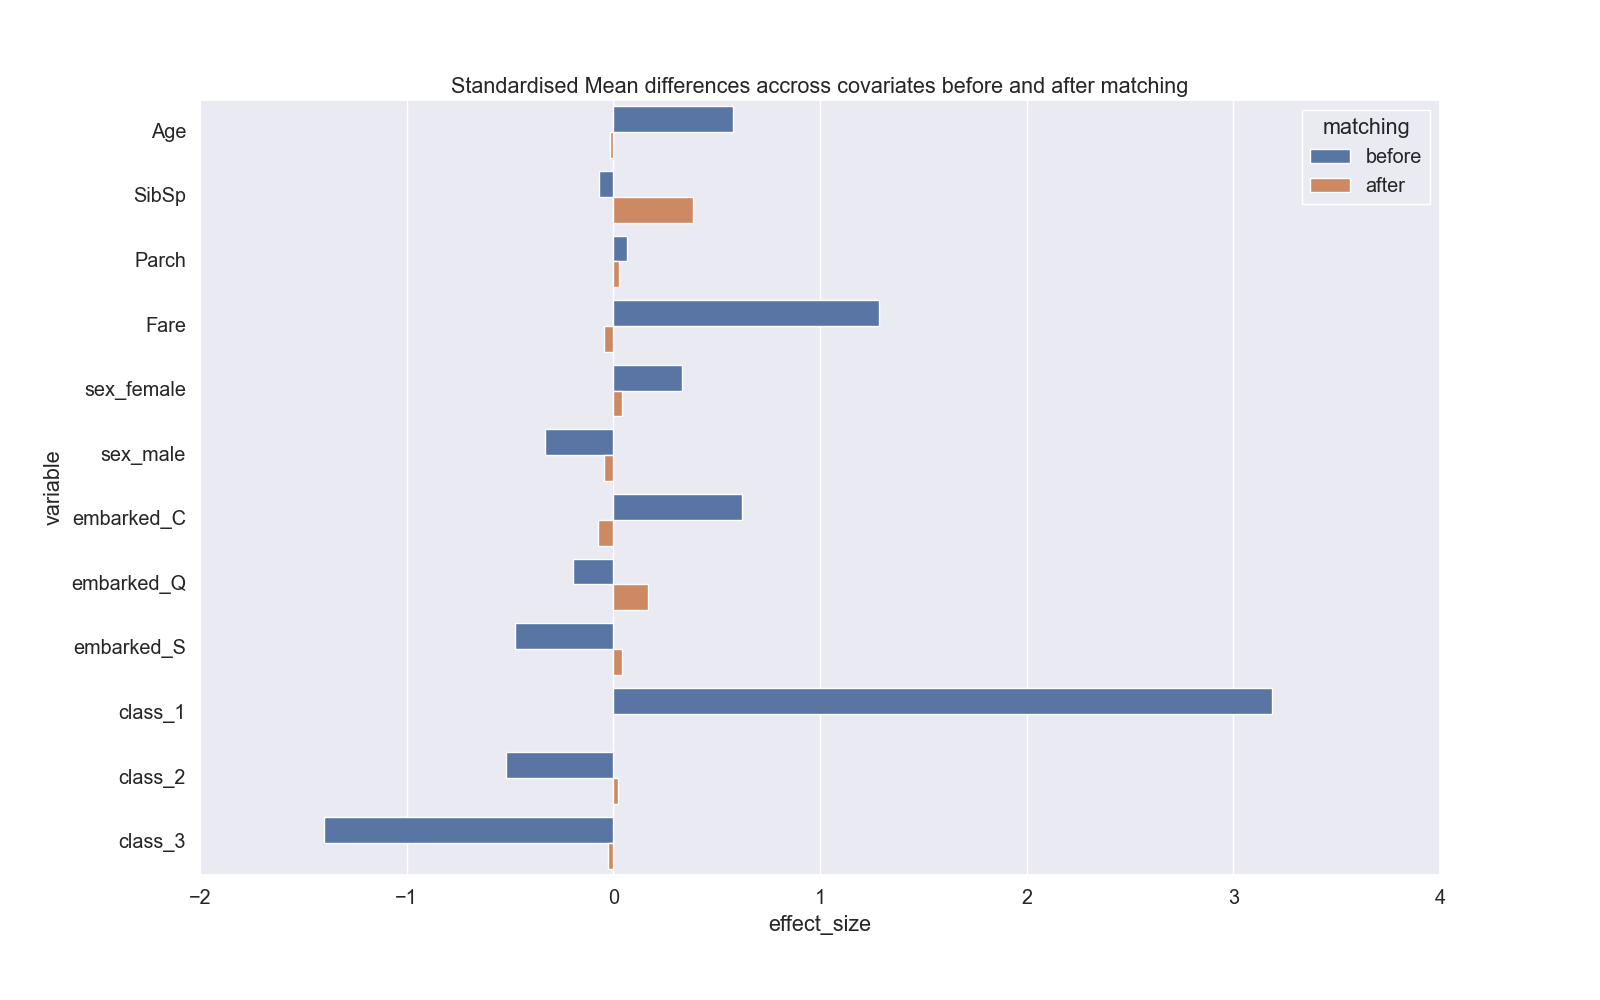 Standardised Mean differences accross covariates before and after matching
matching
before
after
variable
Age
SibSp
Parch
Fare
sex_female
sex_male
embarked_C
embarked_Q
embarked_S
class_1
class_2
class_3
−2 −1 0 1 2 3 4
effect_size